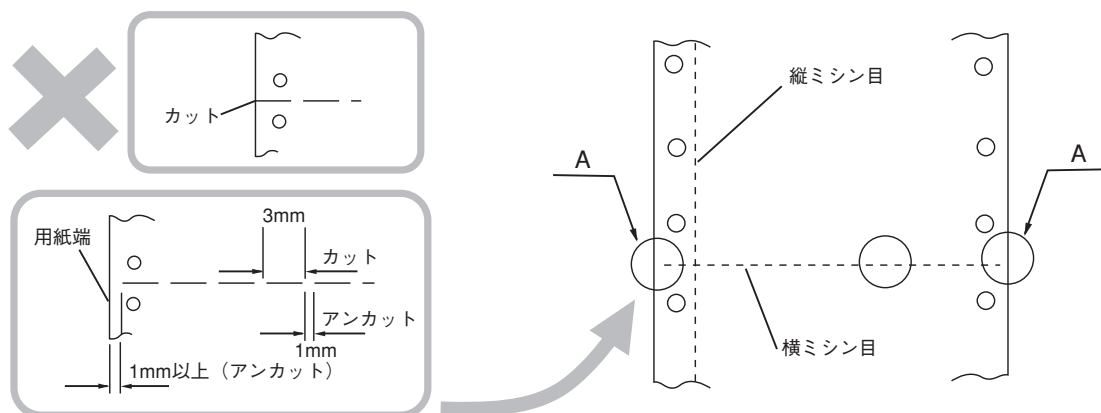 カット
用紙端
3mm
カット
アンカット
1mm
1mm以上（アンカット）
A
縦ミシン目
A
横ミシン目